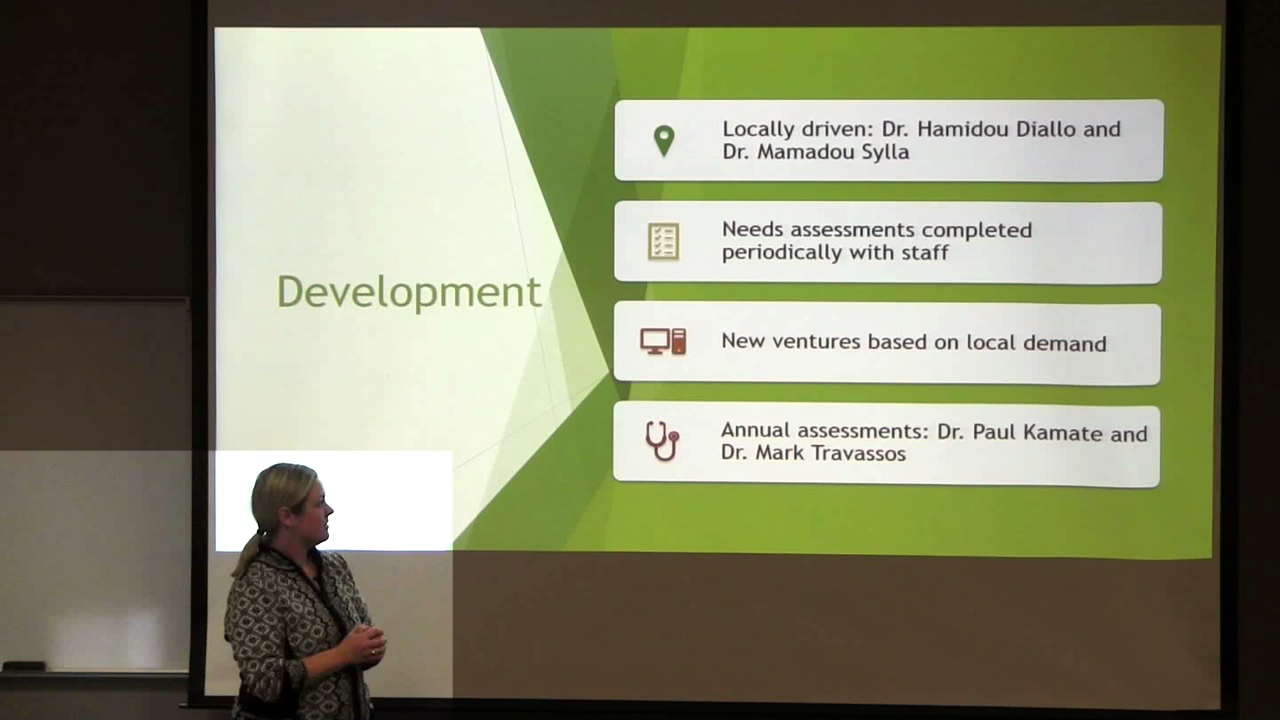 Development
Locally driven: Dr. Hamidou Diallo and
Dr. Mamadou Sylla
Needs assessments completed
periodically with staff
New ventures based on local demand
Annual assessments: Dr. Paul Kamate and
Dr. Mark Travassos